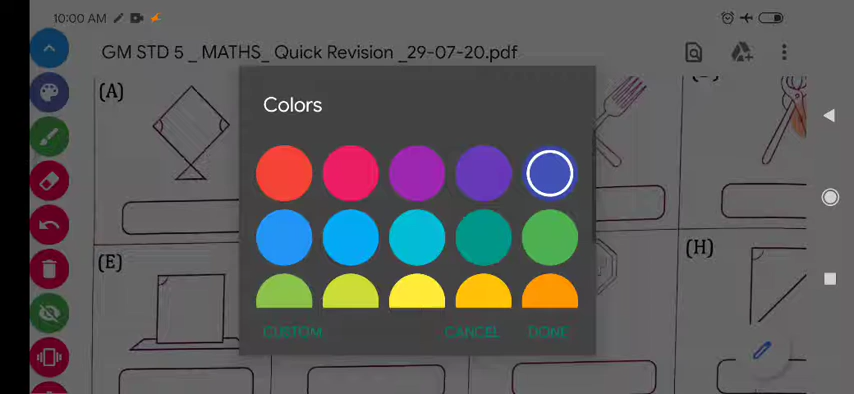 10:00 AM
GM STD 5 _ MATHS_ Quick Revision _29-07-20.pdf
(A)
Colors
(E)
(H)
CUSTOM
CANCEL
DONE